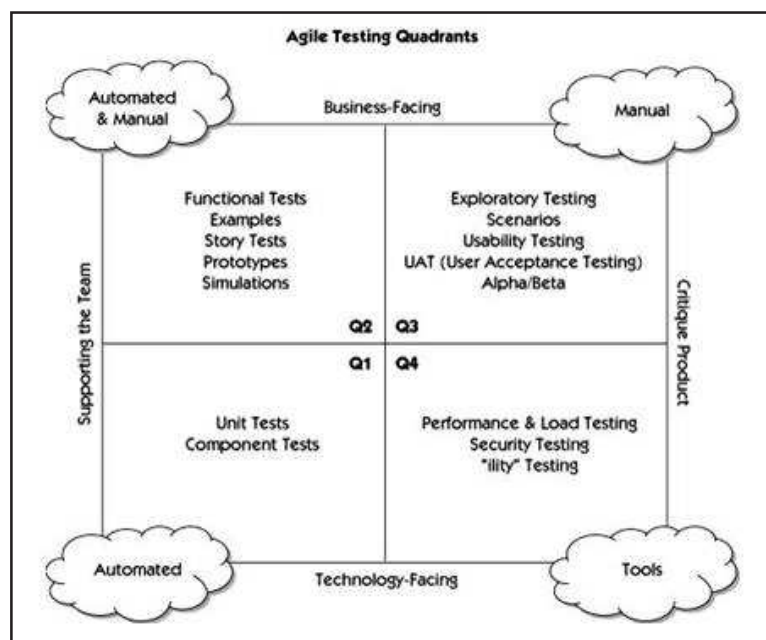 Agile Testing Quadrants
Automated
& Manual
Business-Facing
Manual
Functional Tests
Examples
Story Tests
Prototypes
Simulations
Exploratory Testing
Scenarios
Usability Testing
UAT (User Acceptance Testing)
Alpha/Beta
Supporting the Team
Critique Product
Q2
Q3
Q1
Q4
Unit Tests
Component Tests
Performance & Load Testing
Security Testing
"ility" Testing
Automated
Technology-Facing
Tools